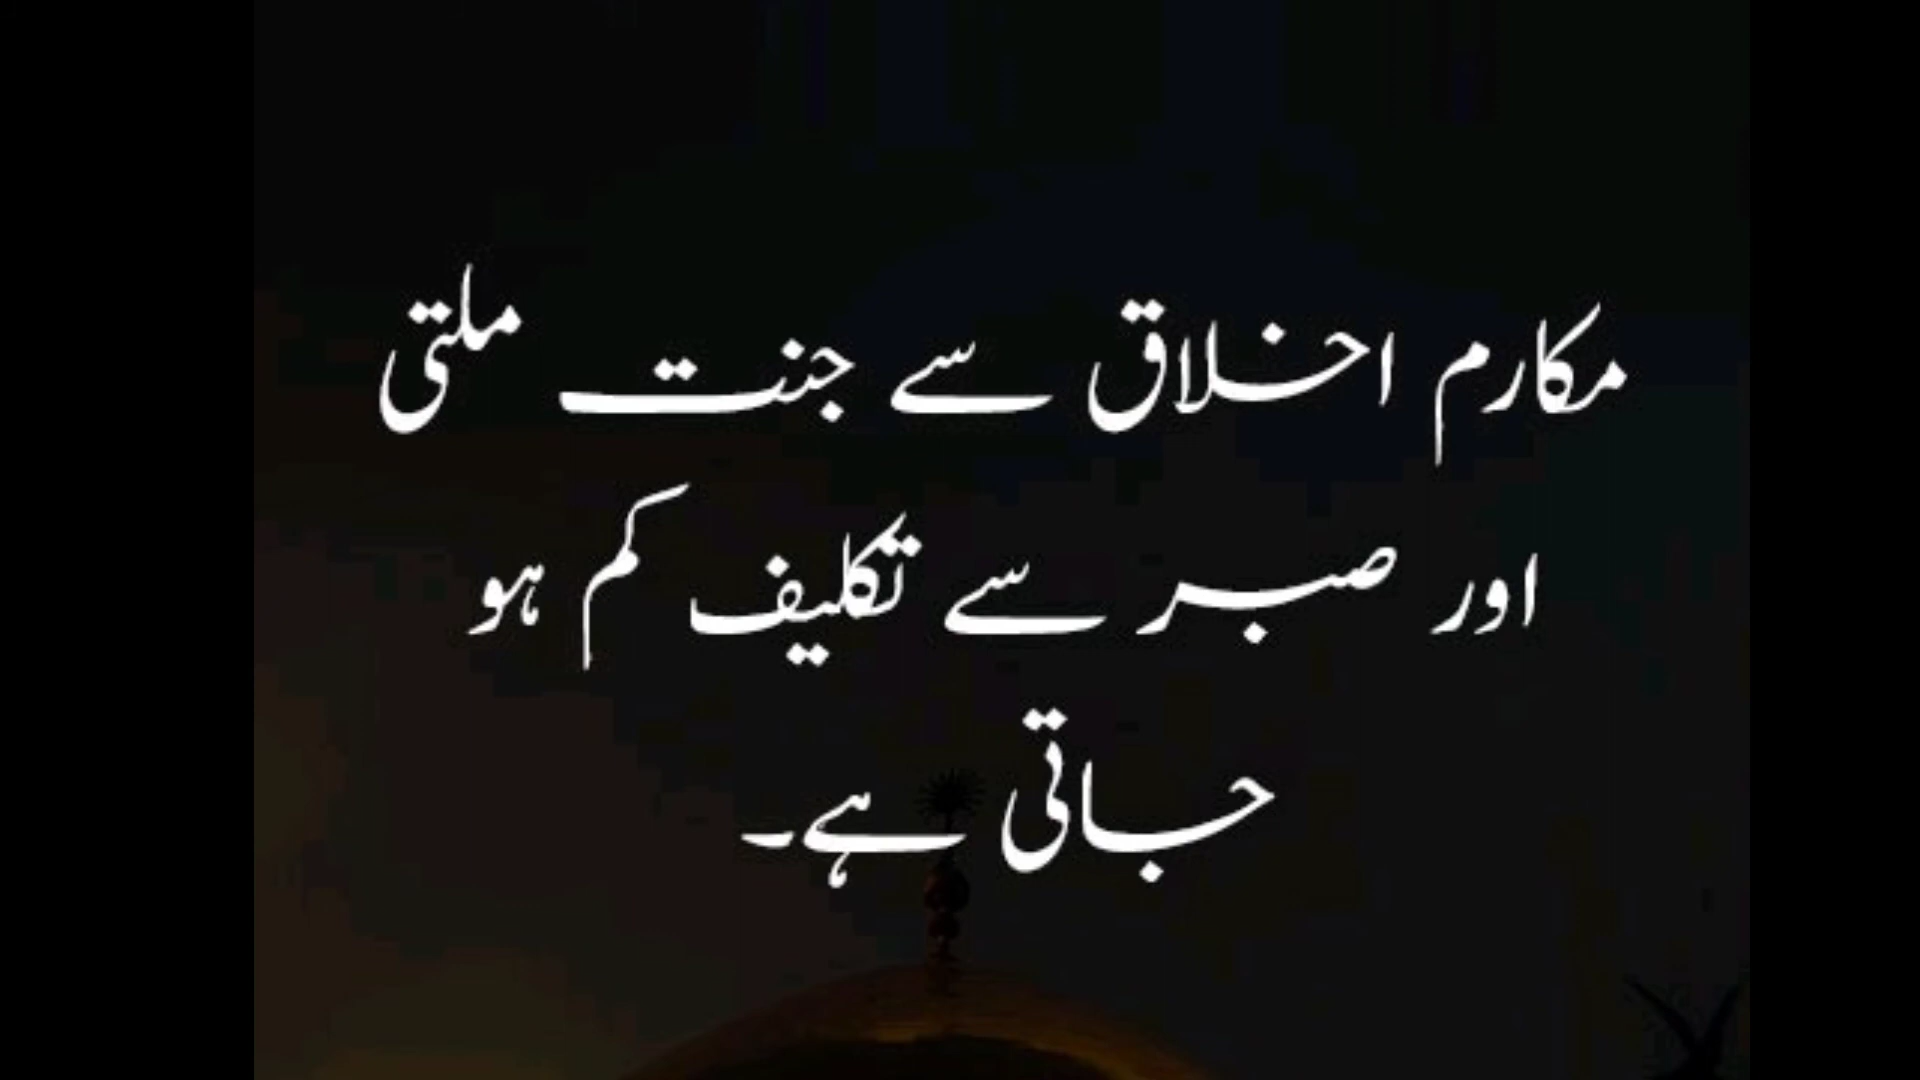 مکارم اخلاق سے جنت ملتی
اور صبر سے تکلیف کم ہو
جاتی ہے۔